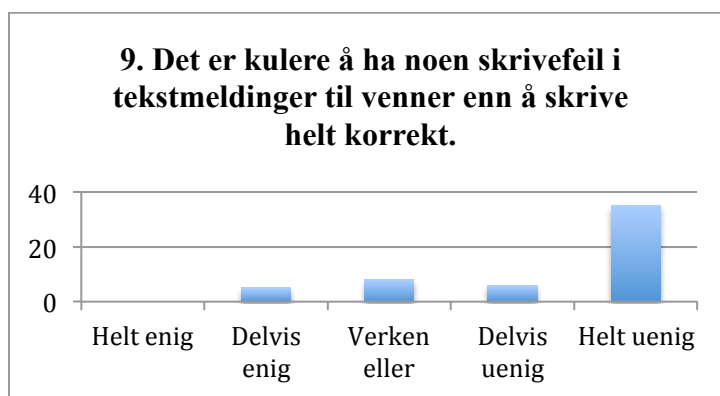 9. Det er kulere å ha noen skrivefeil i
tekstmeldinger til venner enn å skrive
helt korrekt.
40
20
0
Helt enig
Delvis
enig
Verken
eller
Delvis
uenig
Helt uenig